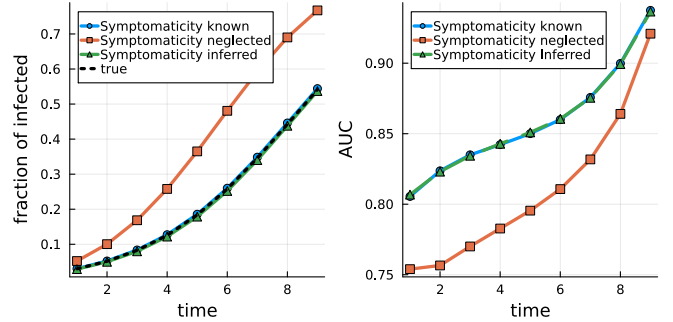 Symptomaticity known
Symptomaticity neglected
Symptomaticity inferred
true
0.7
0.6
0.5
0.4
0.3
0.2
0.1
fraction of infected
2
4
6
8
time
Symptomaticity known
Symptomaticity neglected
Symptomaticity Inferred
0.90
0.85
0.80
0.75
AUC
2
4
6
8
time